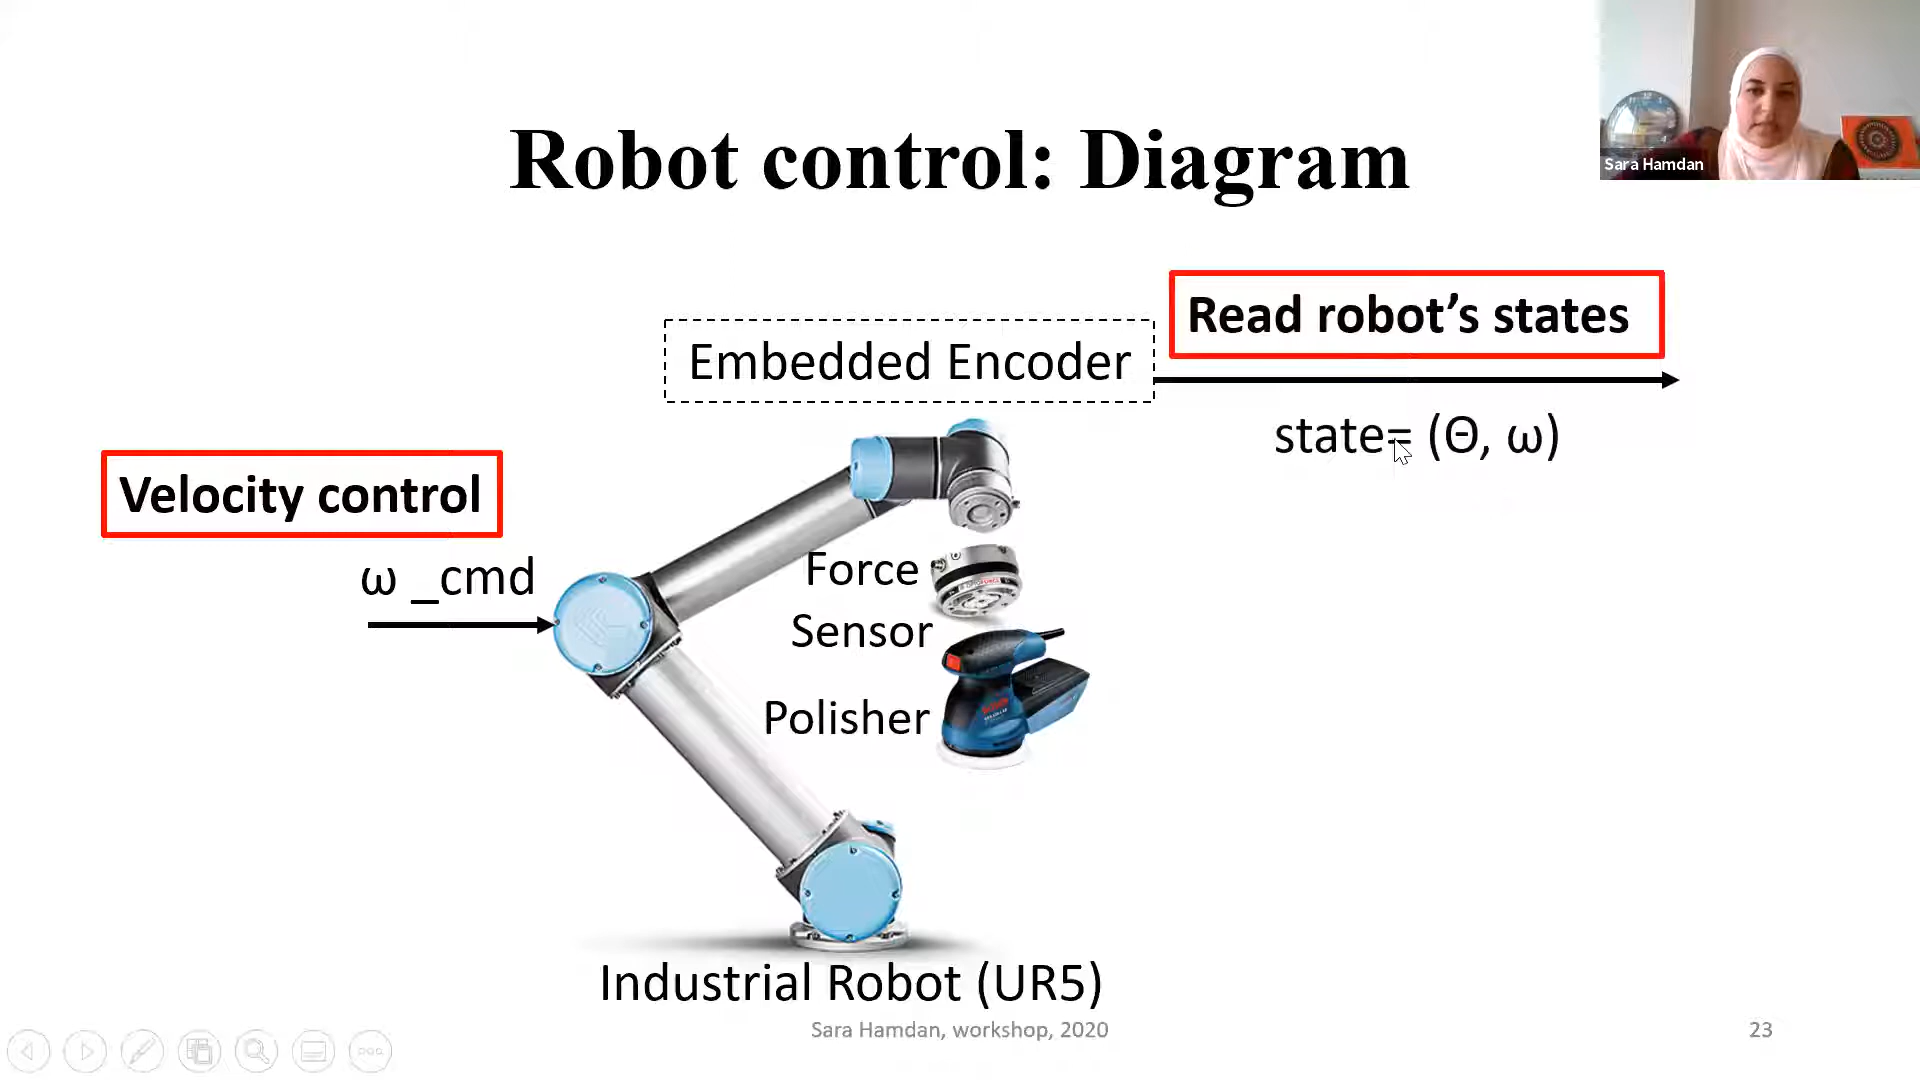 Sara Hamdan
Robot control: Diagram
Read robot’s states
Embedded Encoder
state= (Θ, ω)
Velocity control
ω _cmd
Force
Sensor
Polisher
Industrial Robot (UR5)
Sara Hamdan, workshop, 2020
23